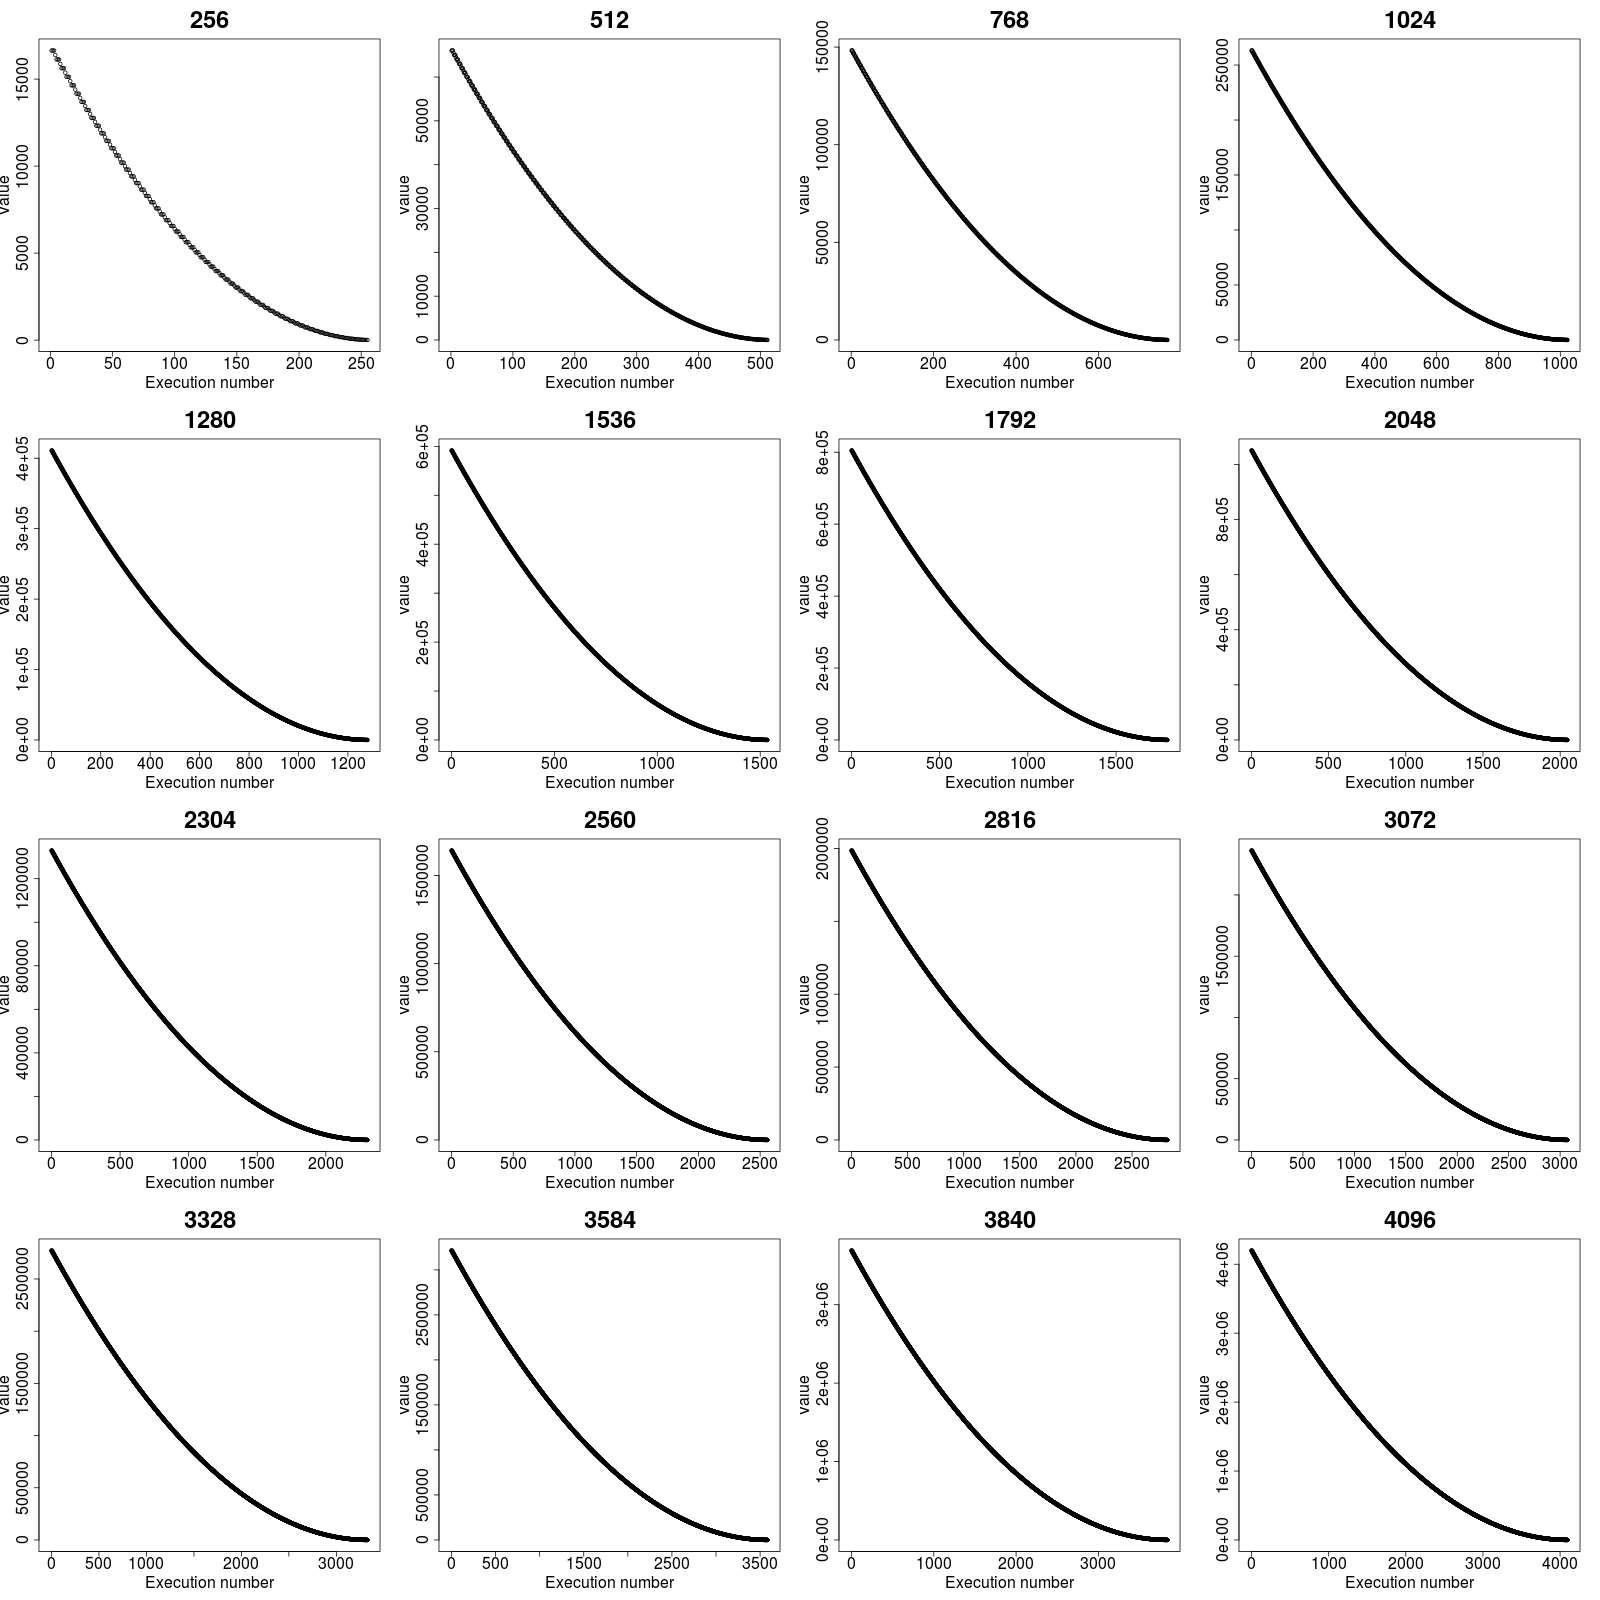 256 512 768 1024
value 0 5000 10000 15000
value 0 10000 30000 50000
value 0 50000 100000 150000
value 0 50000 150000 250000
0 50 100 150 200 250
0 100 200 300 400 500
0 200 400 600
0 200 400 600 800 1000
Execution number Execution number Execution number Execution number
1280 1536 1792 2048
value 0e+00 1e+05 2e+05 3e+05 4e+05
value 0e+00 2e+05 4e+05 6e+05
value 0e+00 2e+05 4e+05 6e+05 8e+05
value 0e+00 4e+05 8e+05
0 200 400 600 800 1000 1200
0 500 1000 1500
0 500 1000 1500
0 500 1000 1500 2000
Execution number Execution number Execution number Execution number
2304 2560 2816 3072
value 0 400000 800000 1200000
value 0 500000 1000000 1500000
value 0 500000 1000000 2000000
value 0 500000 1500000
0 500 1000 1500 2000
0 500 1000 1500 2000 2500
0 500 1000 1500 2000 2500
0 500 1000 1500 2000 2500 3000
Execution number Execution number Execution number Execution number
3328 3584 3840 4096
value 0 500000 1500000 2500000
value 0 500000 1500000 2500000
value 0e+00 1e+06 2e+06 3e+06
value 0e+00 1e+06 2e+06 3e+06 4e+06
0 500 1000 2000 3000
0 500 1500 2500 3500
0 1000 2000 3000
0 1000 2000 3000 4000
Execution number Execution number Execution number Execution number